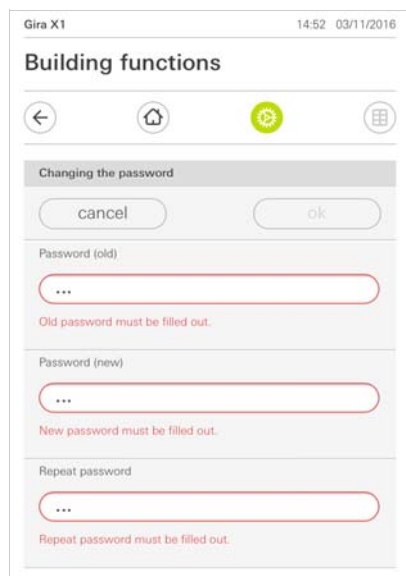 Gira X1 14:52 03/11/2016
Building functions
Changing the password
cancel ok
Password (old)
...
Old password must be filled out.
Password (new)
...
New password must be filled out.
Repeat password
...
Repeat password must be filled out.